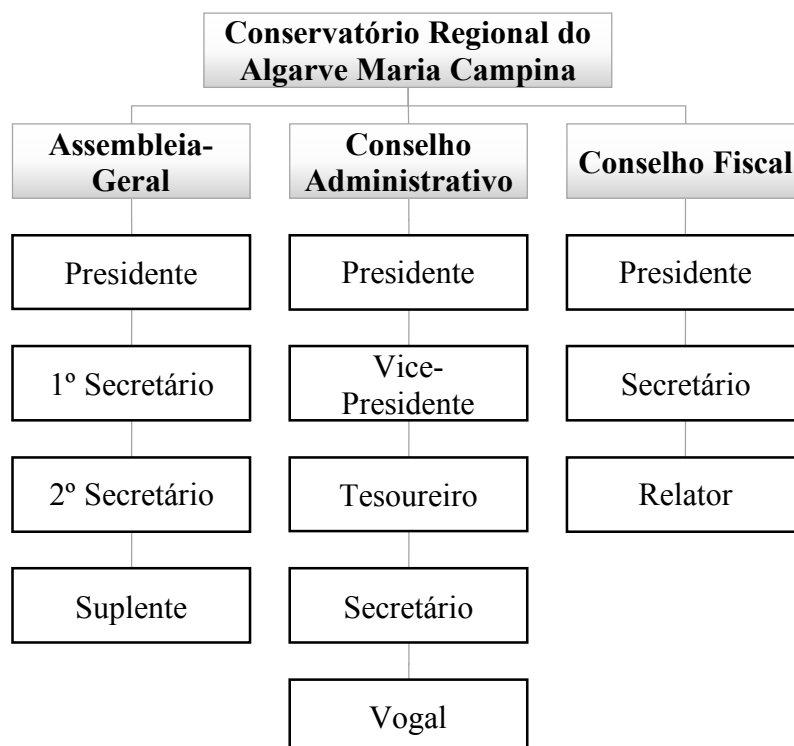 Conservatório Regional do
Algarve Maria Campina
Assembleia-
Geral
Presidente
1º Secretário
2º Secretário
Suplente
Conselho
Administrativo
Presidente
Vice-
Presidente
Tesoureiro
Secretário
Vogal
Conselho Fiscal
Presidente
Secretário
Relator